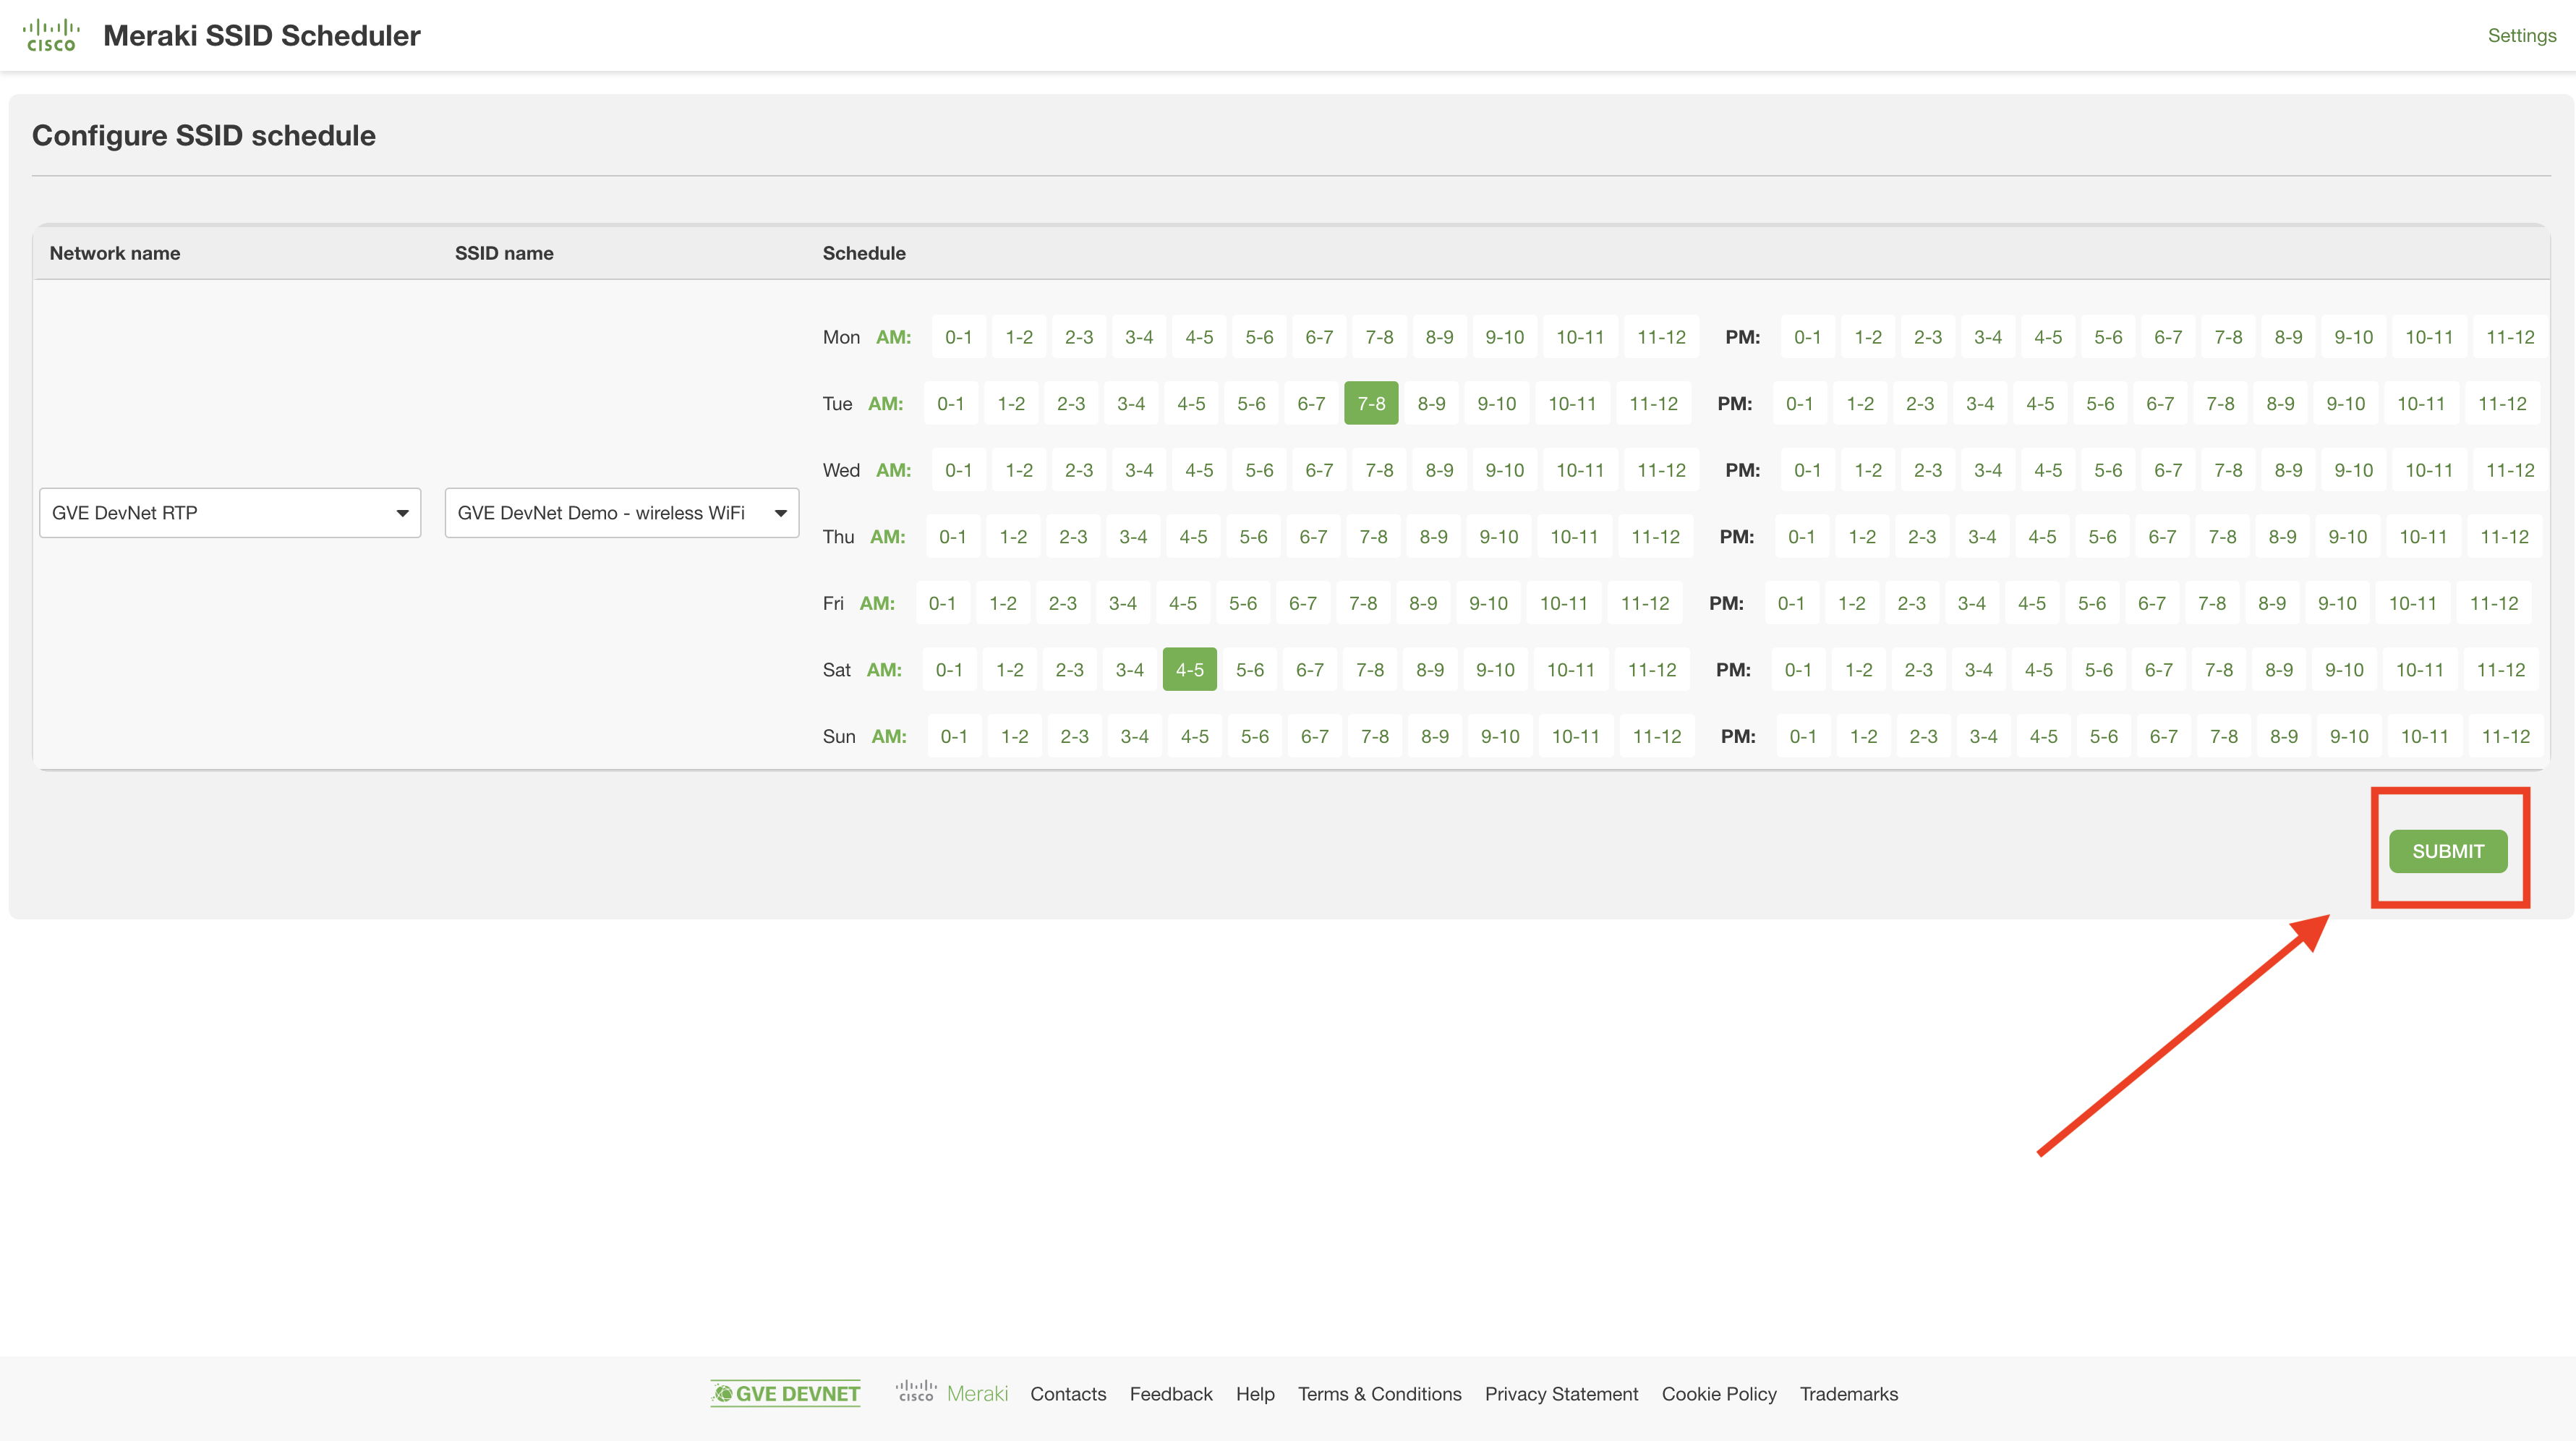 CISCO Meraki SSID Scheduler Settings
Configure SSID schedule
Network name SSID name Schedule
Mon AM: 0-1 1-2 2-3 3-4 4-5 5-6 6-7 7-8 8-9 9-10 10-11 11-12 PM: 0-1 1-2 2-3 3-4 4-5 5-6 6-7 7-8 8-9 9-10 10-11 11-12
Tue AM: 0-1 1-2 2-3 3-4 4-5 5-6 6-7 7-8 8-9 9-10 10-11 11-12 PM: 0-1 1-2 2-3 3-4 4-5 5-6 6-7 7-8 8-9 9-10 10-11 11-12
Wed AM: 0-1 1-2 2-3 3-4 4-5 5-6 6-7 7-8 8-9 9-10 10-11 11-12 PM: 0-1 1-2 2-3 3-4 4-5 5-6 6-7 7-8 8-9 9-10 10-11 11-12
GVE DevNet RTP GVE DevNet Demo - wireless WiFi
Thu AM: 0-1 1-2 2-3 3-4 4-5 5-6 6-7 7-8 8-9 9-10 10-11 11-12 PM: 0-1 1-2 2-3 3-4 4-5 5-6 6-7 7-8 8-9 9-10 10-11 11-12
Fri AM: 0-1 1-2 2-3 3-4 4-5 5-6 6-7 7-8 8-9 9-10 10-11 11-12 PM: 0-1 1-2 2-3 3-4 4-5 5-6 6-7 7-8 8-9 9-10 10-11 11-12
Sat AM: 0-1 1-2 2-3 3-4 4-5 5-6 6-7 7-8 8-9 9-10 10-11 11-12 PM: 0-1 1-2 2-3 3-4 4-5 5-6 6-7 7-8 8-9 9-10 10-11 11-12
Sun AM: 0-1 1-2 2-3 3-4 4-5 5-6 6-7 7-8 8-9 9-10 10-11 11-12 PM: 0-1 1-2 2-3 3-4 4-5 5-6 6-7 7-8 8-9 9-10 10-11 11-12
SUBMIT
GVE DEVNET CISCO Meraki Contacts Feedback Help Terms & Conditions Privacy Statement Cookie Policy Trademarks